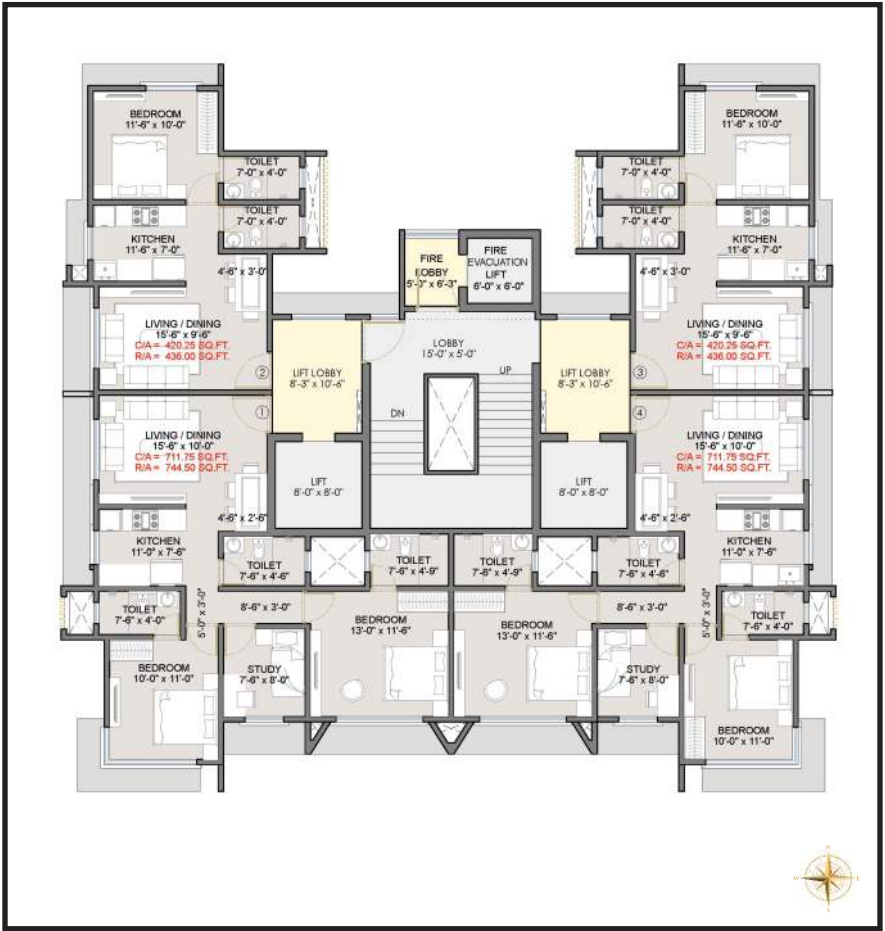 BEDROOM
11'-6" x 10'-0"
TOILET
7'-0" x 4'-0"
TOILET
7'-0" x 4'-0"
KITCHEN
11'-6" x 7'-0"
4'-6" x 3'-0"
LIVING / DINING
15'-6" x 9'-6"
C/A = 420.25 SQ.FT.
R/A = 436.00 SQ.FT.
2
1
LIVING / DINING
15'-6" x 10'-0"
C/A = 711.75 SQ.FT.
R/A = 744.50 SQ.FT.
4'-6" x 2'-6"
KITCHEN
11'-0" x 7'-6"
TOILET
7'-6" x 4'-6"
TOILET
7'-6" x 4'-0"
5'-0" x 3'-0"
8'-6" x 3'-0"
BEDROOM
10'-0" x 11'-0"
STUDY
7'-6" x 8'-0"
TOILET
7'-6" x 4'-9"
BEDROOM
13'-0" x 11'-6"
FIRE
LOBBY
5'-0" x 6'-3"
FIRE
EVACUATION
LIFT
6'-0" x 6'-0"
LOBBY
15'-0" x 5'-0"
UP
DN
LIFT LOBBY
8'-3" x 10'-6"
LIFT
8'-0" x 8'-0"
LIFT LOBBY
8'-3" x 10'-6"
LIFT
8'-0" x 8'-0"
BEDROOM
11'-6" x 10'-0"
TOILET
7'-0" x 4'-0"
TOILET
7'-0" x 4'-0"
KITCHEN
11'-6" x 7'-0"
4'-6" x 3'-0"
LIVING / DINING
15'-6" x 9'-6"
C/A = 420.25 SQ.FT.
R/A = 436.00 SQ.FT.
3
4
LIVING / DINING
15'-6" x 10'-0"
C/A = 711.75 SQ.FT.
R/A = 744.50 SQ.FT.
4'-6" x 2'-6"
KITCHEN
11'-0" x 7'-6"
TOILET
7'-6" x 4'-9"
TOILET
7'-6" x 4'-6"
TOILET
7'-6" x 4'-0"
8'-6" x 3'-0"
5'-0" x 3'-0"
BEDROOM
13'-0" x 11'-6"
STUDY
7'-6" x 8'-0"
BEDROOM
10'-0" x 11'-0"
N
W E
S